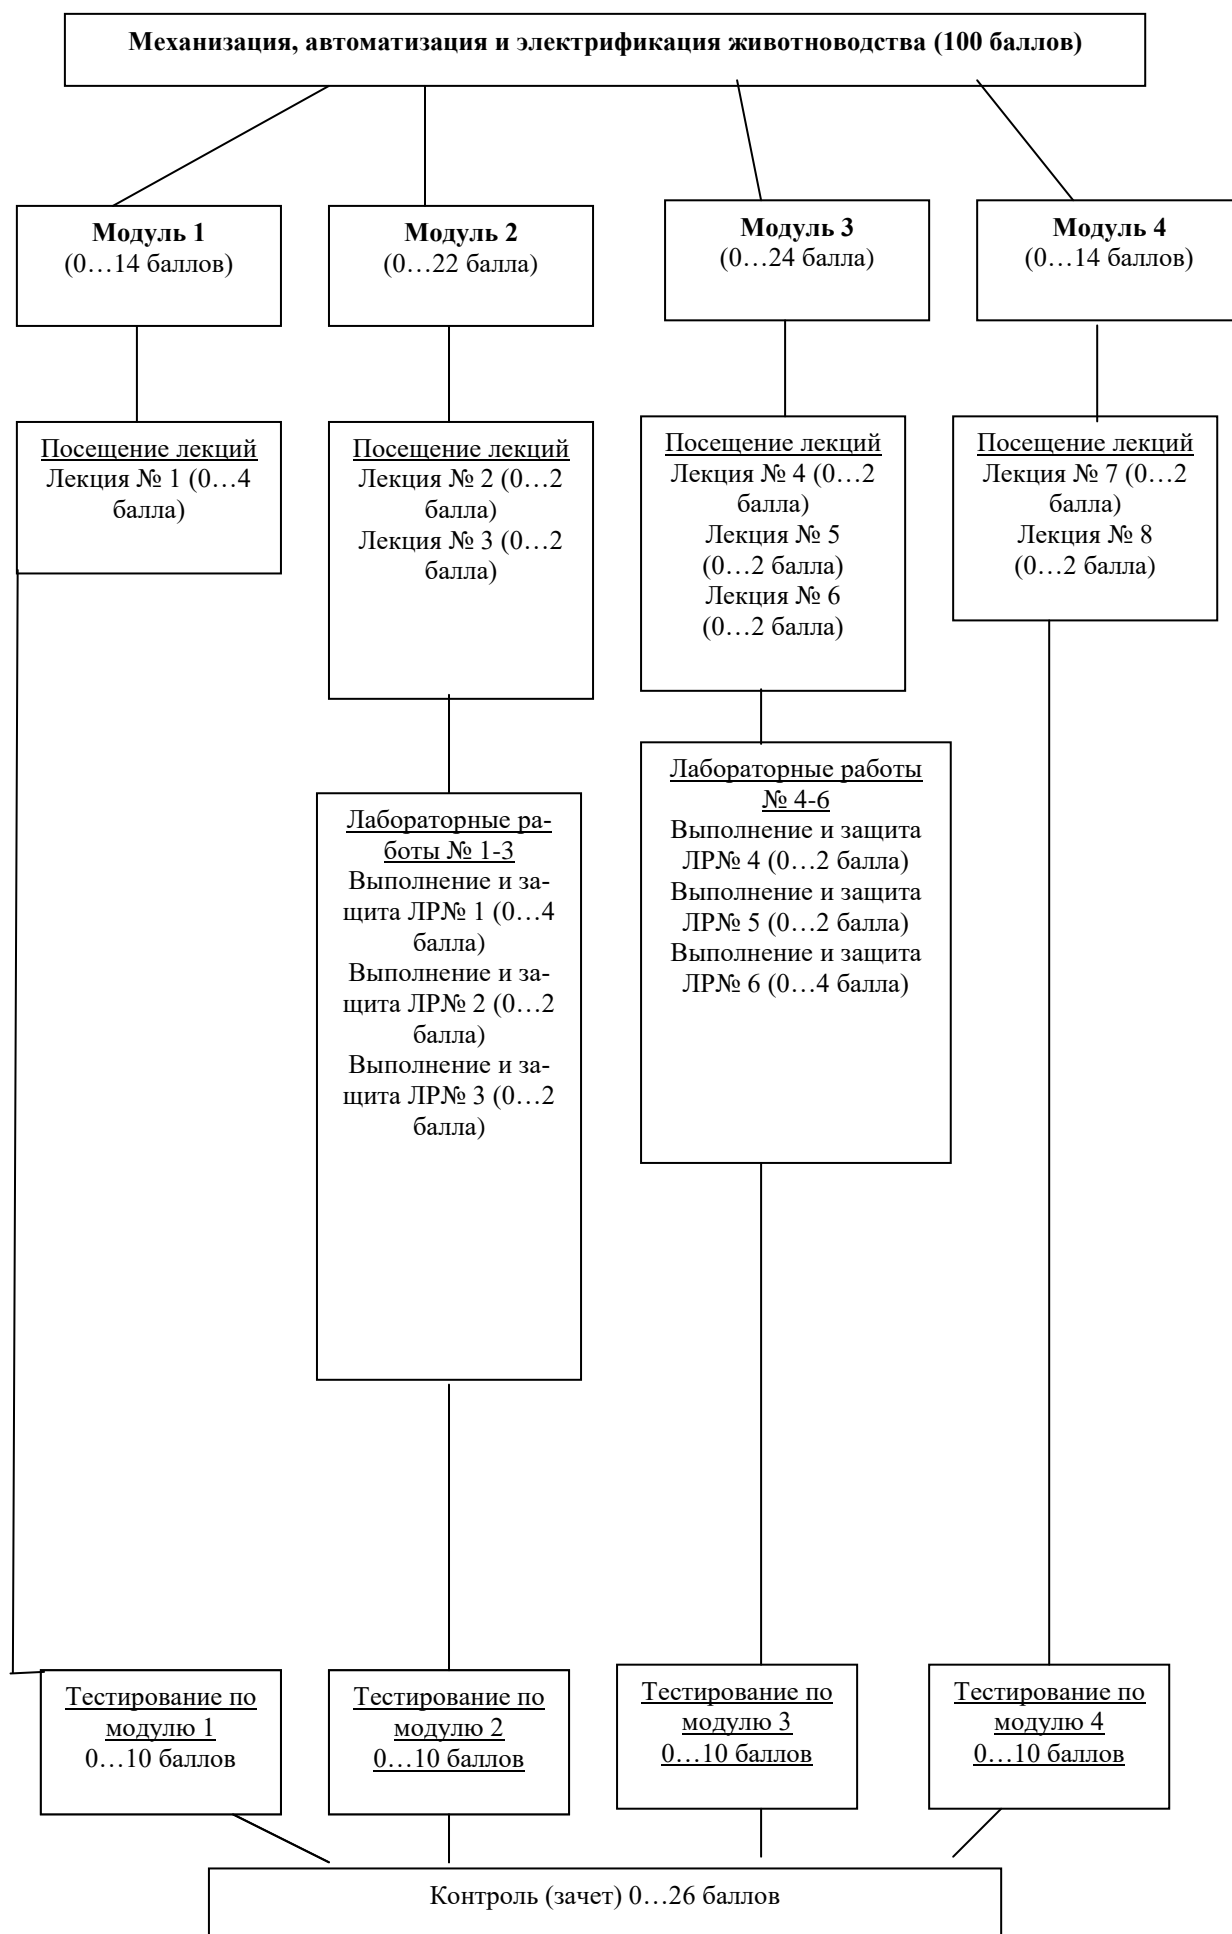 Механизация, автоматизация и электрификация животноводства (100 баллов)
Модуль 1
(0…14 баллов)
Модуль 2
(0…22 балла)
Модуль 3
(0…24 балла)
Модуль 4
(0…14 баллов)
Посещение лекций
Лекция № 1 (0…4
балла)
Посещение лекций
Лекция № 2 (0…2
балла)
Лекция № 3 (0…2
балла)
Посещение лекций
Лекция № 4 (0…2
балла)
Лекция № 5
(0…2 балла)
Лекция № 6
(0…2 балла)
Посещение лекций
Лекция № 7 (0…2
балла)
Лекция № 8
(0…2 балла)
Лабораторные ра-
боты № 1-3
Выполнение и за-
щита ЛР№ 1 (0…4
балла)
Выполнение и за-
щита ЛР№ 2 (0…2
балла)
Выполнение и за-
щита ЛР№ 3 (0…2
балла)
Лабораторные работы
№ 4-6
Выполнение и защита
ЛР№ 4 (0…2 балла)
Выполнение и защита
ЛР№ 5 (0…2 балла)
Выполнение и защита
ЛР№ 6 (0…4 балла)
Тестирование по
модулю 1
0…10 баллов
Тестирование по
модулю 2
0…10 баллов
Тестирование по
модулю 3
0…10 баллов
Тестирование по
модулю 4
0…10 баллов
Контроль (зачет) 0…26 баллов